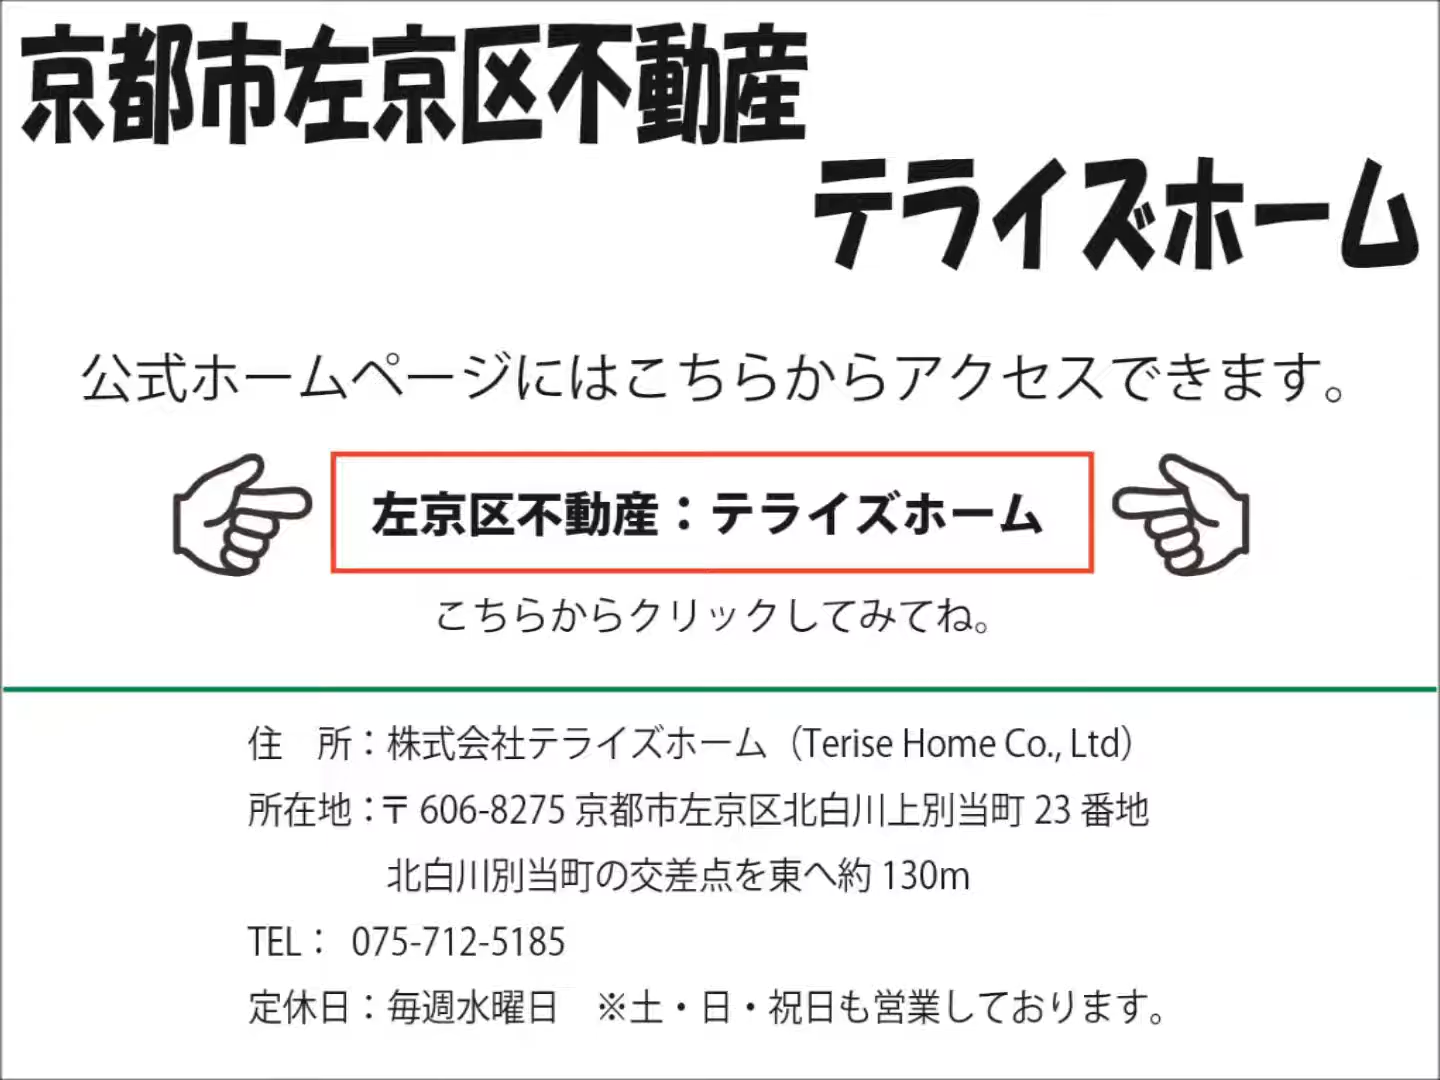 京都市左京区不動産
テライズホーム
公式ホームページにはこちらからアクセスできます。
左京区不動産：テライズホーム
こちらからクリックしてみてね。
住　所：株式会社テライズホーム（Terise Home Co., Ltd）
所在地：〒 606-8275 京都市左京区北白川上別当町 23 番地
北白川別当町の交差点を東へ約 130m
TEL： 075-712-5185
定休日：毎週水曜日　※土・日・祝日も営業しております。